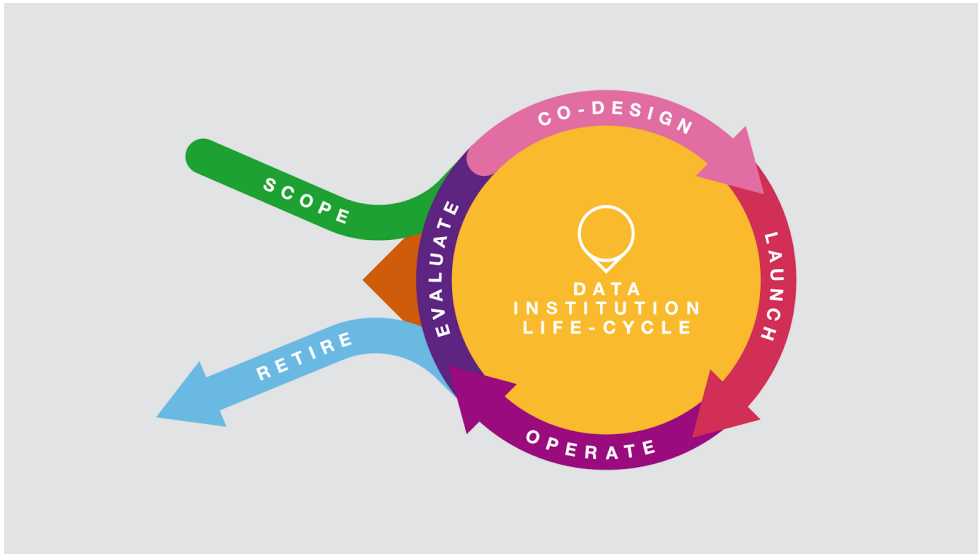 SCOPE
CO-DESIGN
LAUNCH
OPERATE
EVALUATE
RETIRE
DATA
INSTITUTION
LIFE-CYCLE